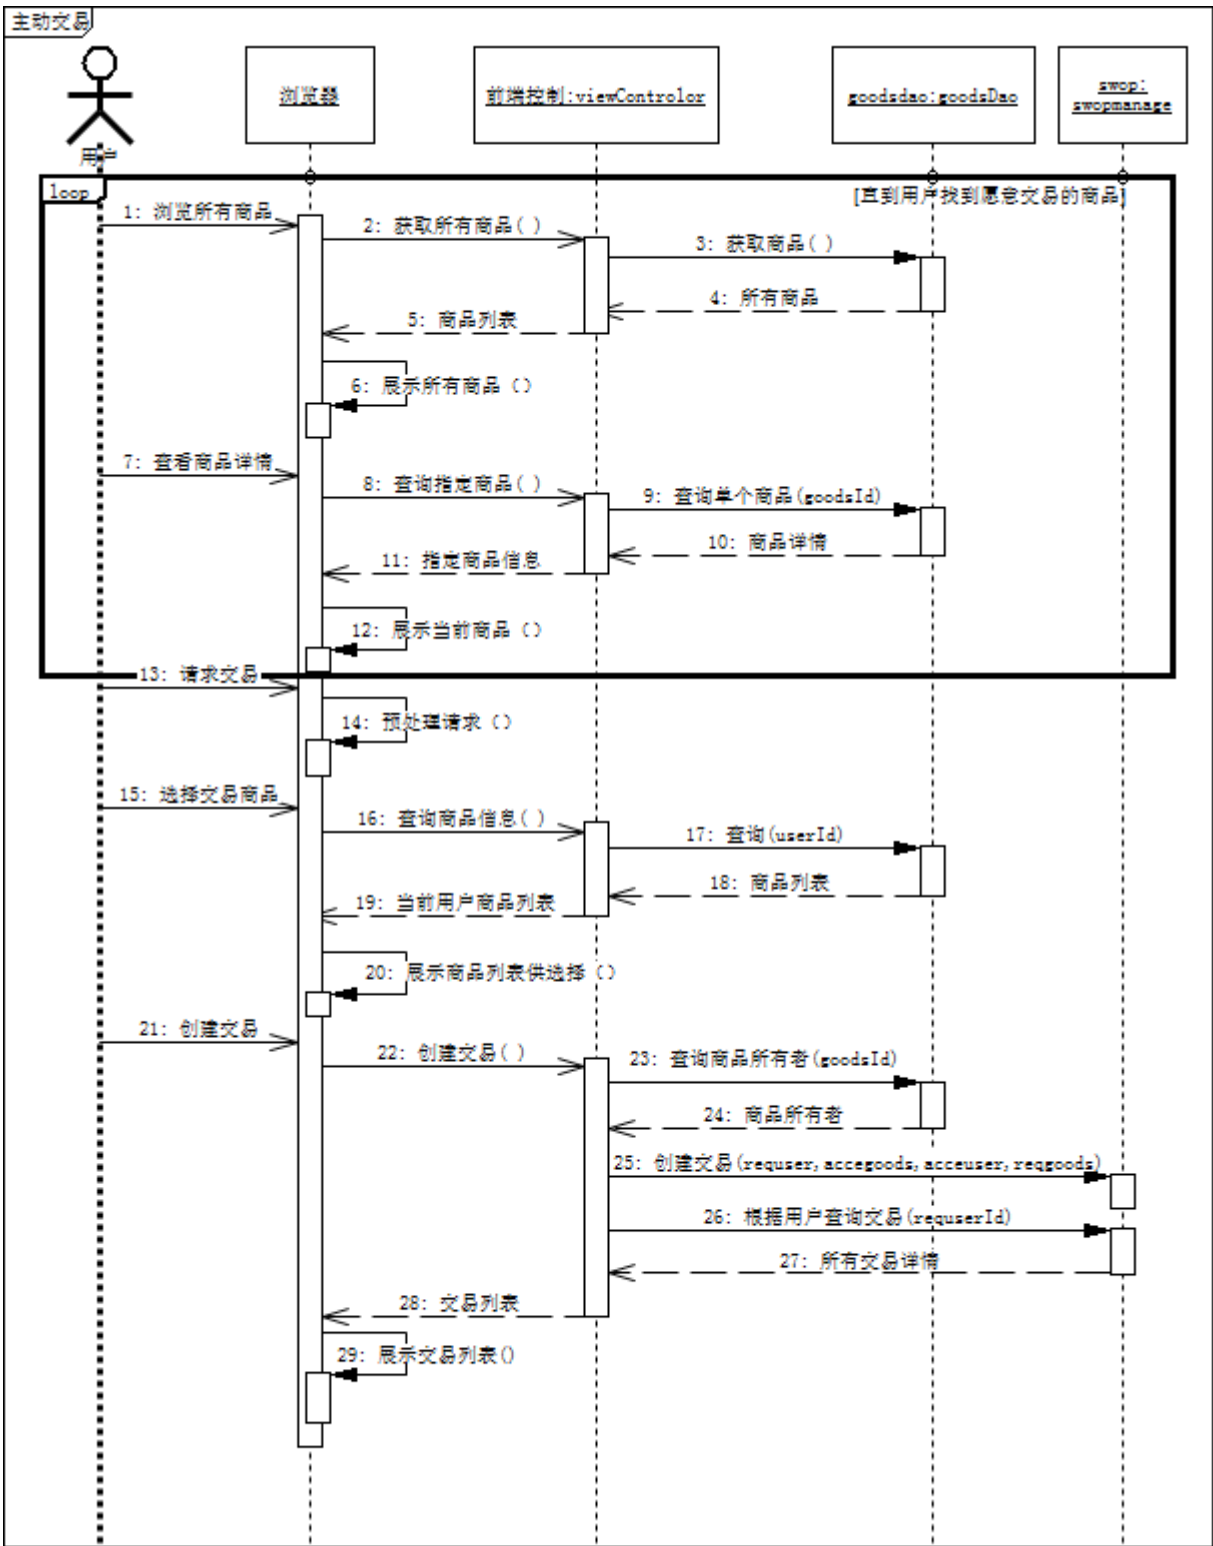 主动交易
用户
浏览器
前端控制:viewControlor
goodsdao:goodsDao
swop:
swopmanage
loop
[直到用户找到愿意交易的商品]
1: 浏览所有商品
2: 获取所有商品( )
3: 获取商品( )
4: 所有商品
5: 商品列表
6: 展示所有商品 ()
7: 查看商品详情
8: 查询指定商品( )
9: 查询单个商品(goodsId)
10: 商品详情
11: 指定商品信息
12: 展示当前商品 ()
13: 请求交易
14: 预处理请求 ()
15: 选择交易商品
16: 查询商品信息( )
17: 查询(userId)
18: 商品列表
19: 当前用户商品列表
20: 展示商品列表供选择 ()
21: 创建交易
22: 创建交易( )
23: 查询商品所有者(goodsId)
24: 商品所有者
25: 创建交易(requser,accegoods,acceuser,reqgoods)
26: 根据用户查询交易(requserId)
27: 所有交易详情
28: 交易列表
29: 展示交易列表()